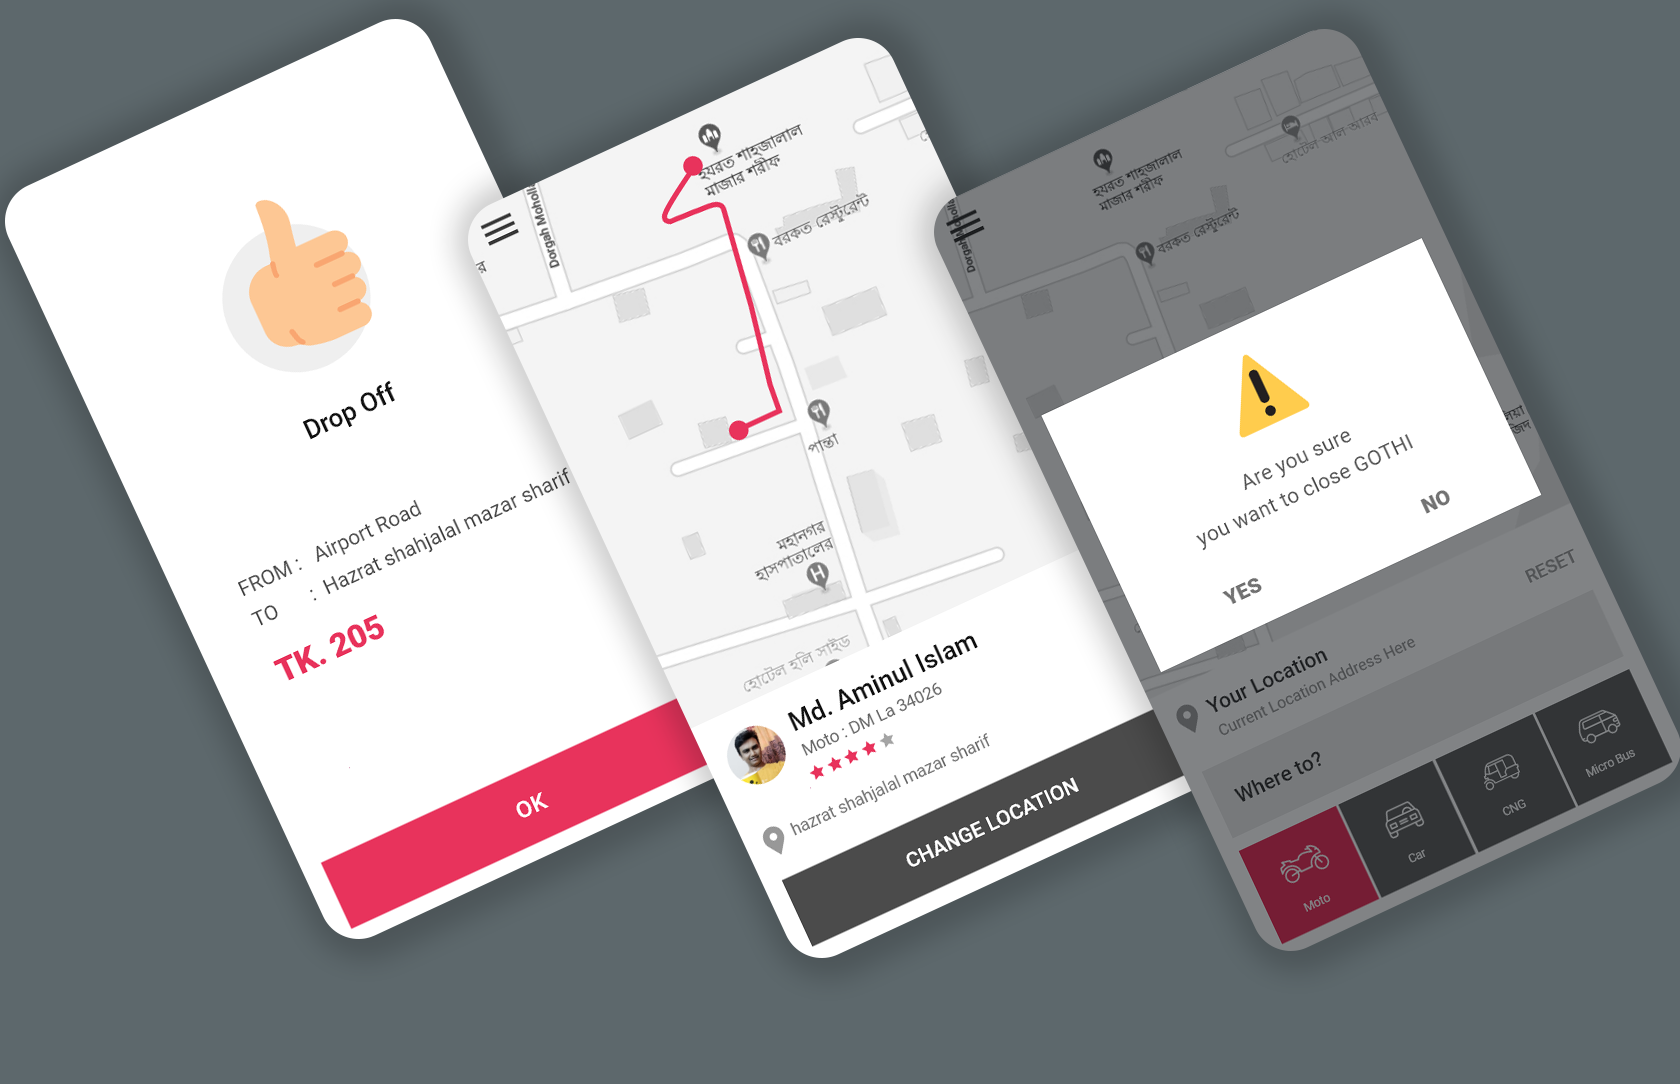 Drop Off
FROM : Airport Road
TO : Hazrat shahjalal mazar sharif
TK. 205
OK
হযরত শাহজালাল
মাজার শরীফ
Dorgah Moholla
র
বরকত রেস্টুরেন্ট
পান্তা
মহানগর
হাসপাতালের
H
হোটেল হলি সাইড
Md. Aminul Islam
Moto : DM La 34026
hazrat shahjalal mazar sharif
CHANGE LOCATION
হোটেল আল আরব
হযরত শাহজালাল
মাজার শরীফ
বরকত রেস্টুরেন্ট
Are you sure
you want to close GOTHI
YES NO
RESET
Your Location
Current Location Address Here
Where to?
Moto
Car
CNG
Micro Bus